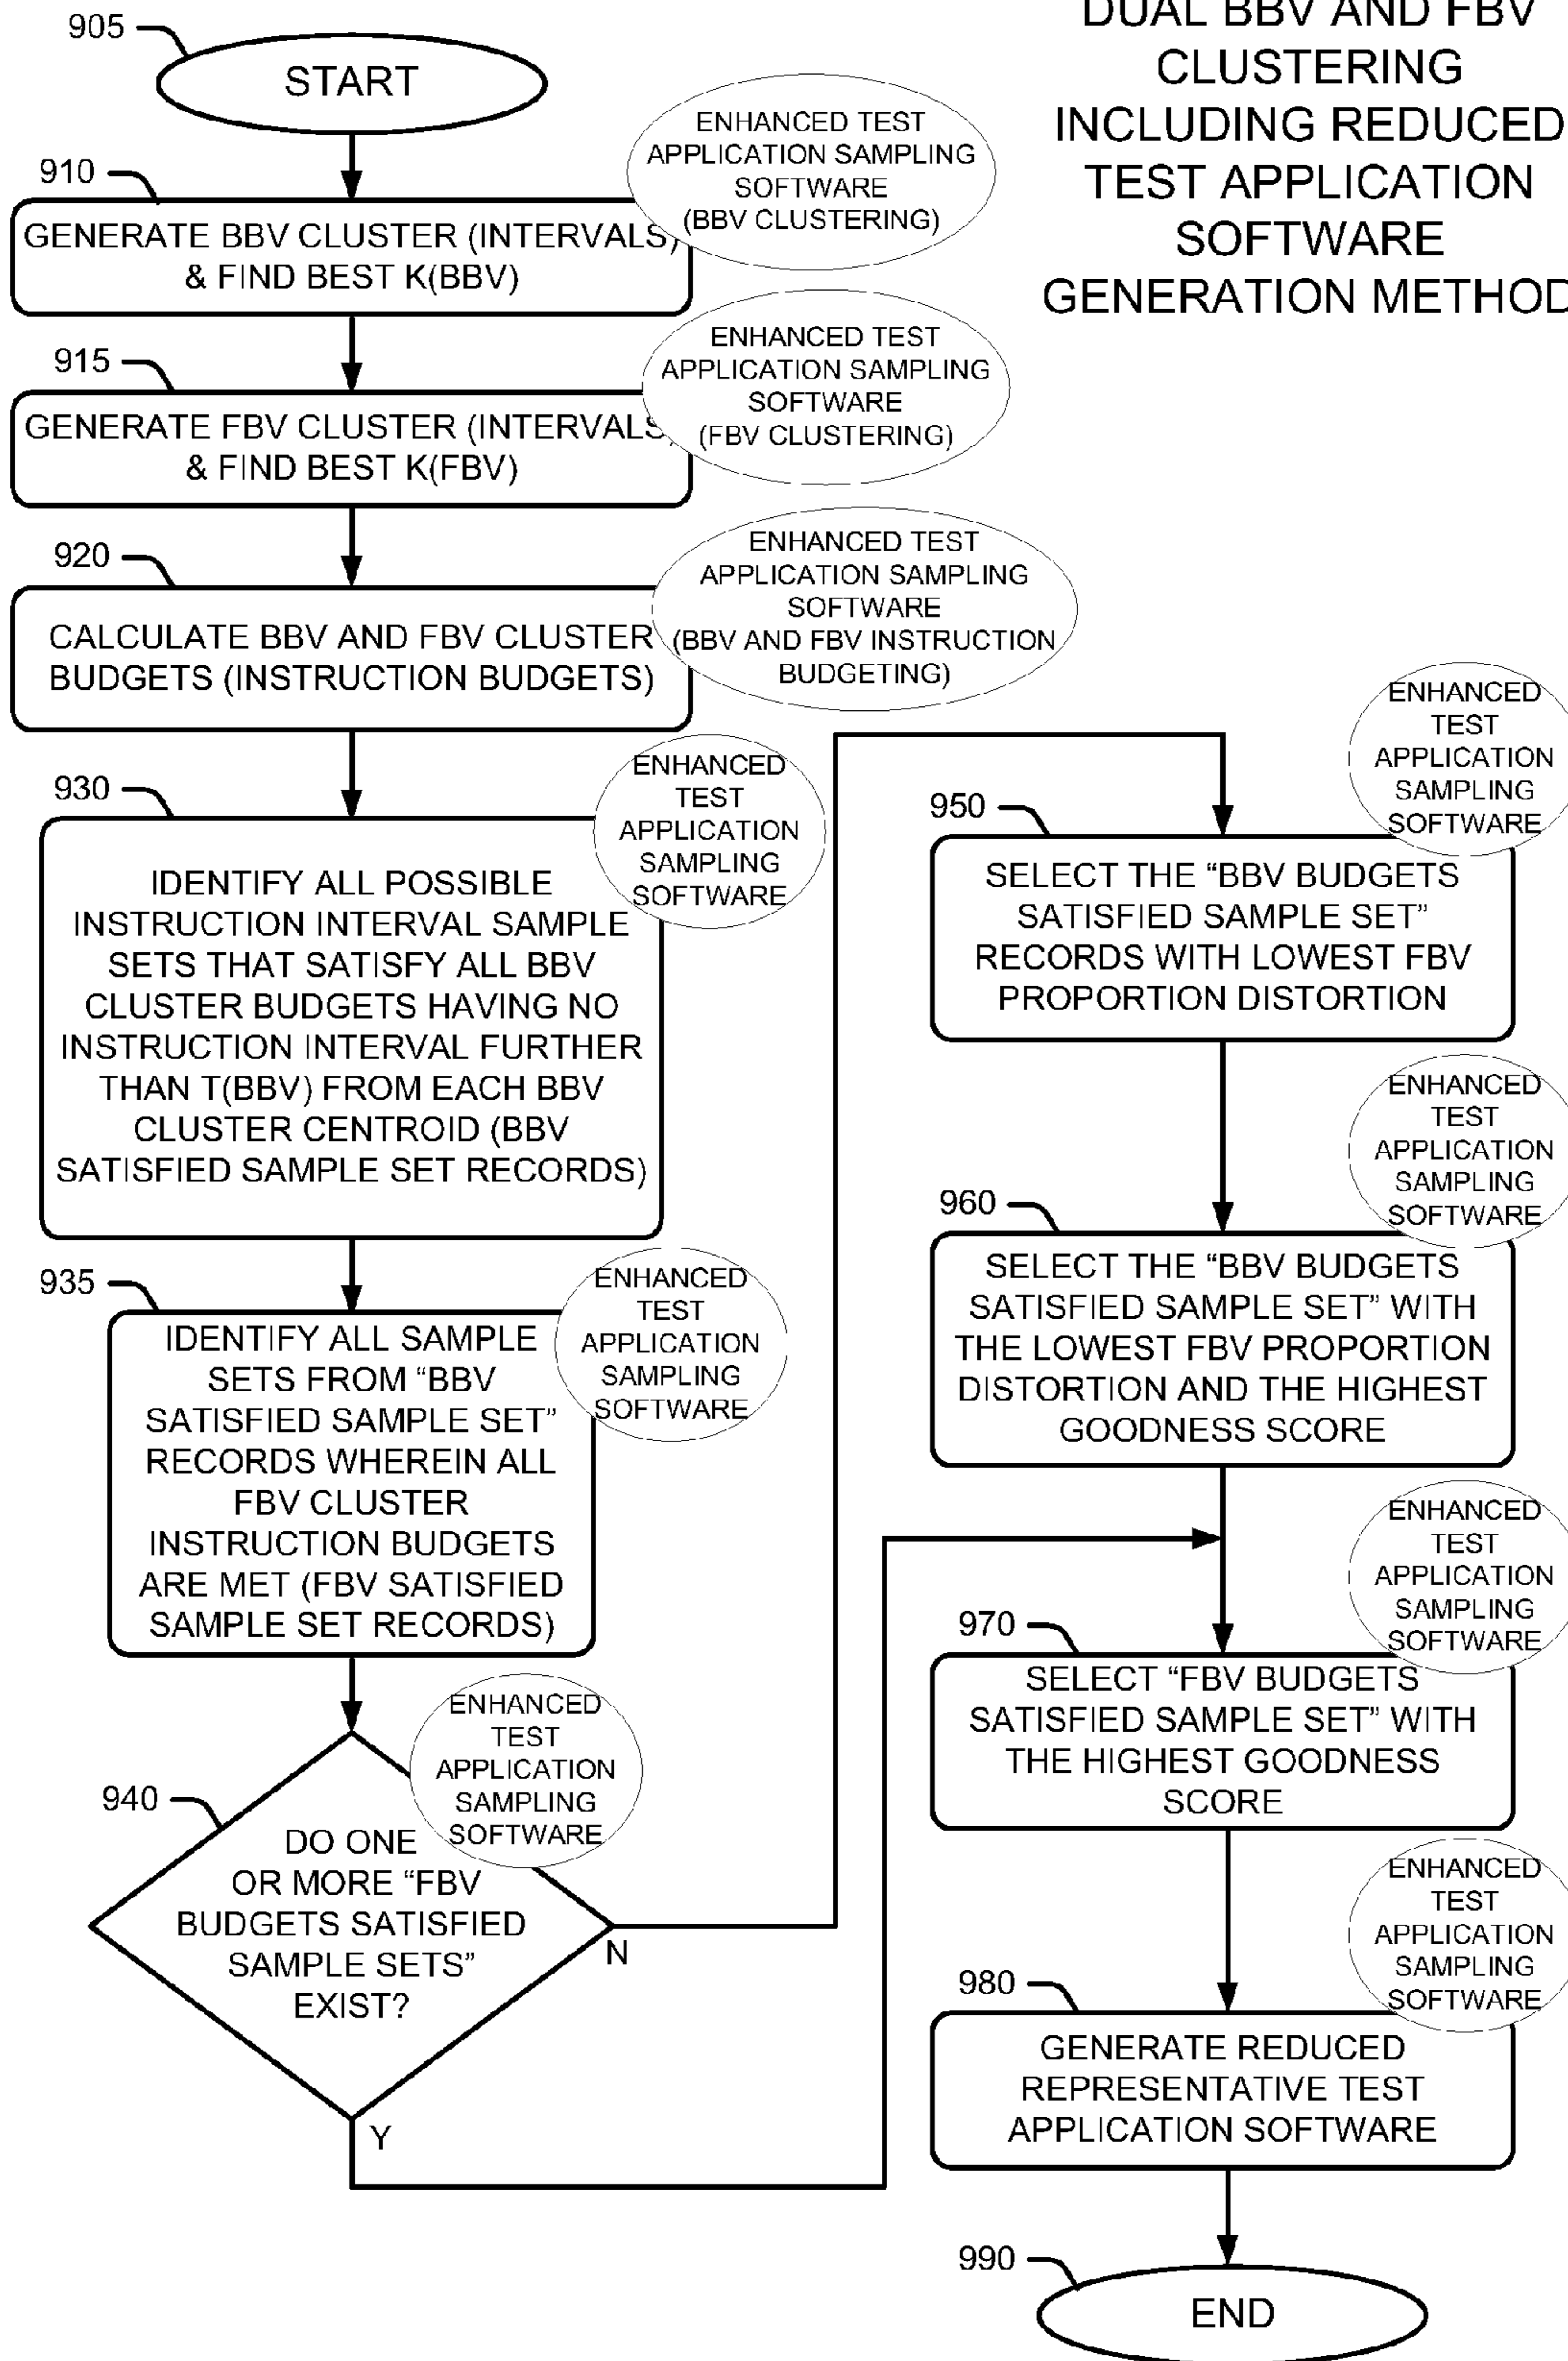 DUAL BBV AND FBV
CLUSTERING
INCLUDING REDUCED
TEST APPLICATION
SOFTWARE
GENERATION METHOD
905
START
910
GENERATE BBV CLUSTER (INTERVALS)
& FIND BEST K(BBV)
ENHANCED TEST
APPLICATION SAMPLING
SOFTWARE
(BBV CLUSTERING)
915
GENERATE FBV CLUSTER (INTERVALS)
& FIND BEST K(FBV)
ENHANCED TEST
APPLICATION SAMPLING
SOFTWARE
(FBV CLUSTERING)
920
CALCULATE BBV AND FBV CLUSTER
BUDGETS (INSTRUCTION BUDGETS)
ENHANCED TEST
APPLICATION SAMPLING
SOFTWARE
(BBV AND FBV INSTRUCTION
BUDGETING)
930
IDENTIFY ALL POSSIBLE
INSTRUCTION INTERVAL SAMPLE
SETS THAT SATISFY ALL BBV
CLUSTER BUDGETS HAVING NO
INSTRUCTION INTERVAL FURTHER
THAN T(BBV) FROM EACH BBV
CLUSTER CENTROID (BBV
SATISFIED SAMPLE SET RECORDS)
ENHANCED
TEST
APPLICATION
SAMPLING
SOFTWARE
935
IDENTIFY ALL SAMPLE
SETS FROM “BBV
SATISFIED SAMPLE SET”
RECORDS WHEREIN ALL
FBV CLUSTER
INSTRUCTION BUDGETS
ARE MET (FBV SATISFIED
SAMPLE SET RECORDS)
ENHANCED
TEST
APPLICATION
SAMPLING
SOFTWARE
940
DO ONE
OR MORE “FBV
BUDGETS SATISFIED
SAMPLE SETS”
EXIST?
ENHANCED
TEST
APPLICATION
SAMPLING
SOFTWARE
N
Y
950
SELECT THE “BBV BUDGETS
SATISFIED SAMPLE SET”
RECORDS WITH LOWEST FBV
PROPORTION DISTORTION
ENHANCED
TEST
APPLICATION
SAMPLING
SOFTWARE
960
SELECT THE “BBV BUDGETS
SATISFIED SAMPLE SET” WITH
THE LOWEST FBV PROPORTION
DISTORTION AND THE HIGHEST
GOODNESS SCORE
ENHANCED
TEST
APPLICATION
SAMPLING
SOFTWARE
970
SELECT “FBV BUDGETS
SATISFIED SAMPLE SET” WITH
THE HIGHEST GOODNESS
SCORE
ENHANCED
TEST
APPLICATION
SAMPLING
SOFTWARE
980
GENERATE REDUCED
REPRESENTATIVE TEST
APPLICATION SOFTWARE
ENHANCED
TEST
APPLICATION
SAMPLING
SOFTWARE
990
END